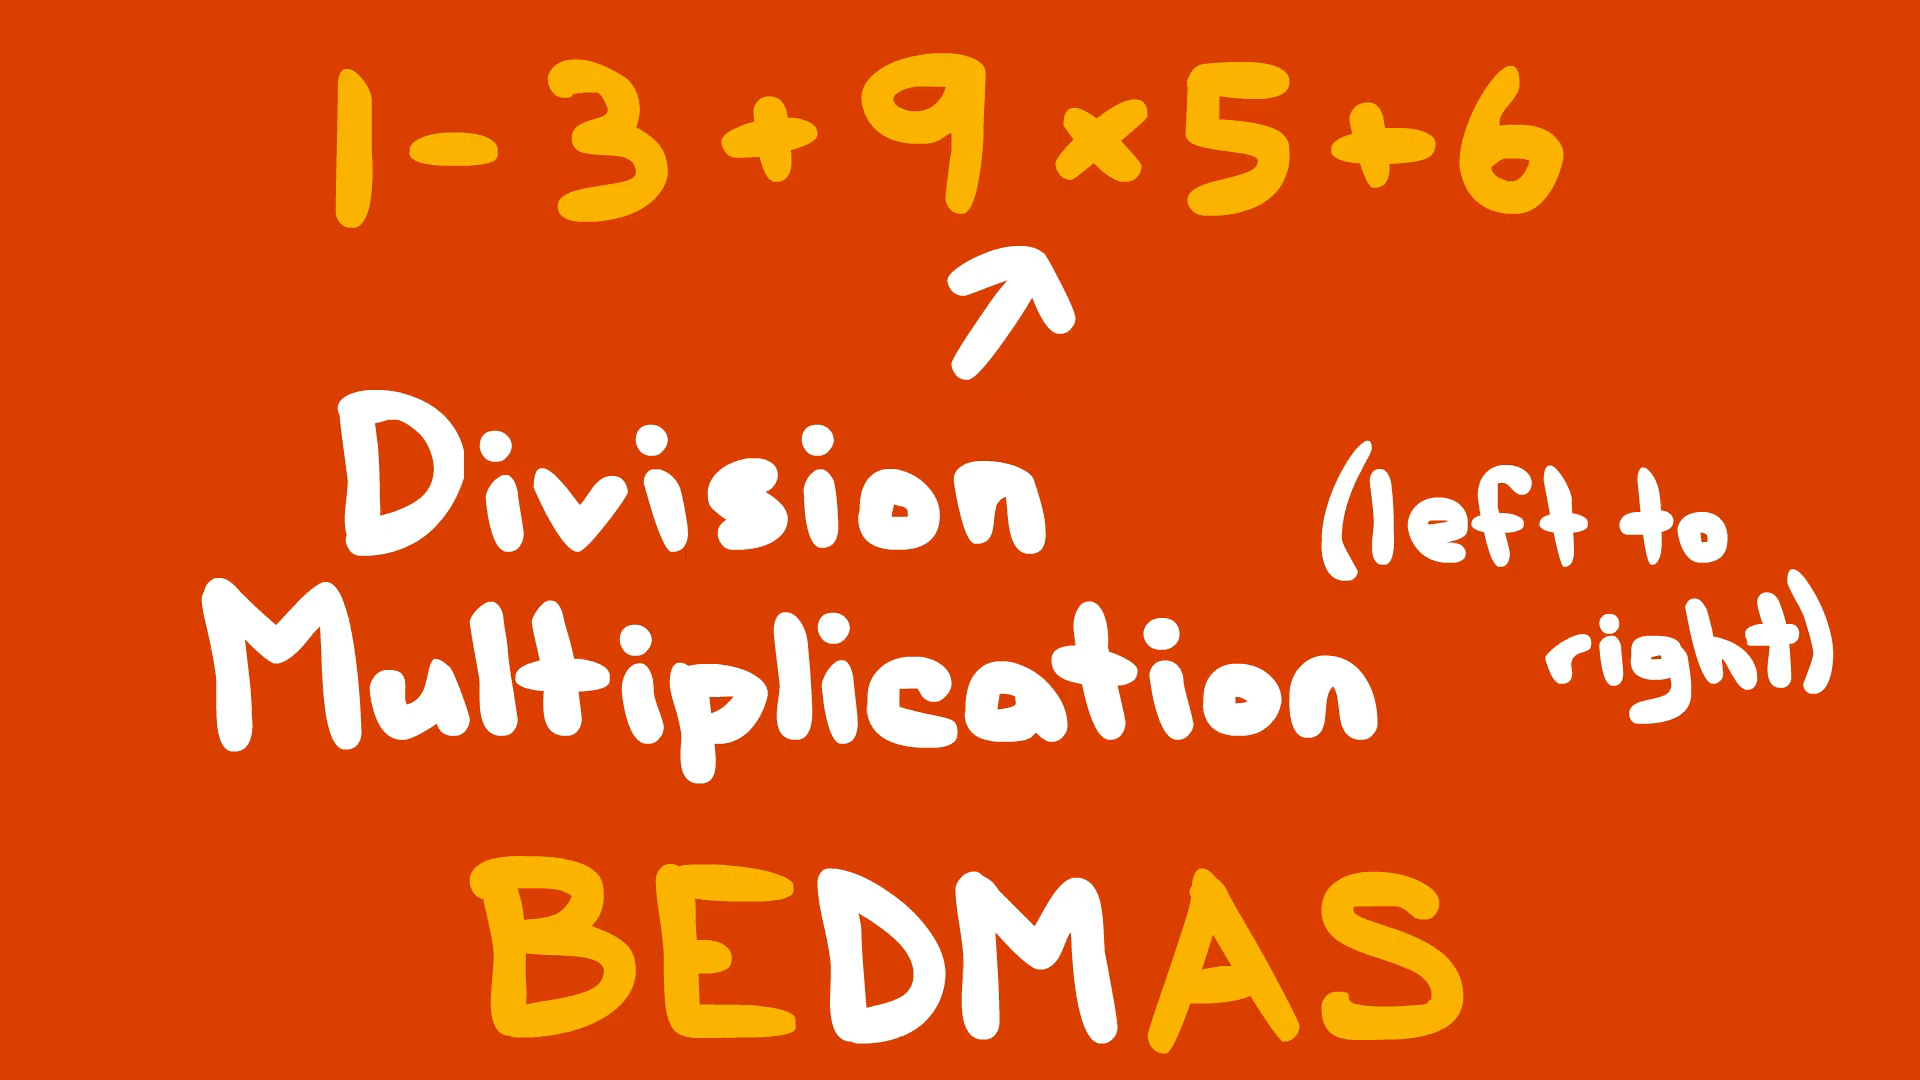 1-3+9×5+6
Division
Multiplication
(left to
right)
BEDMAS